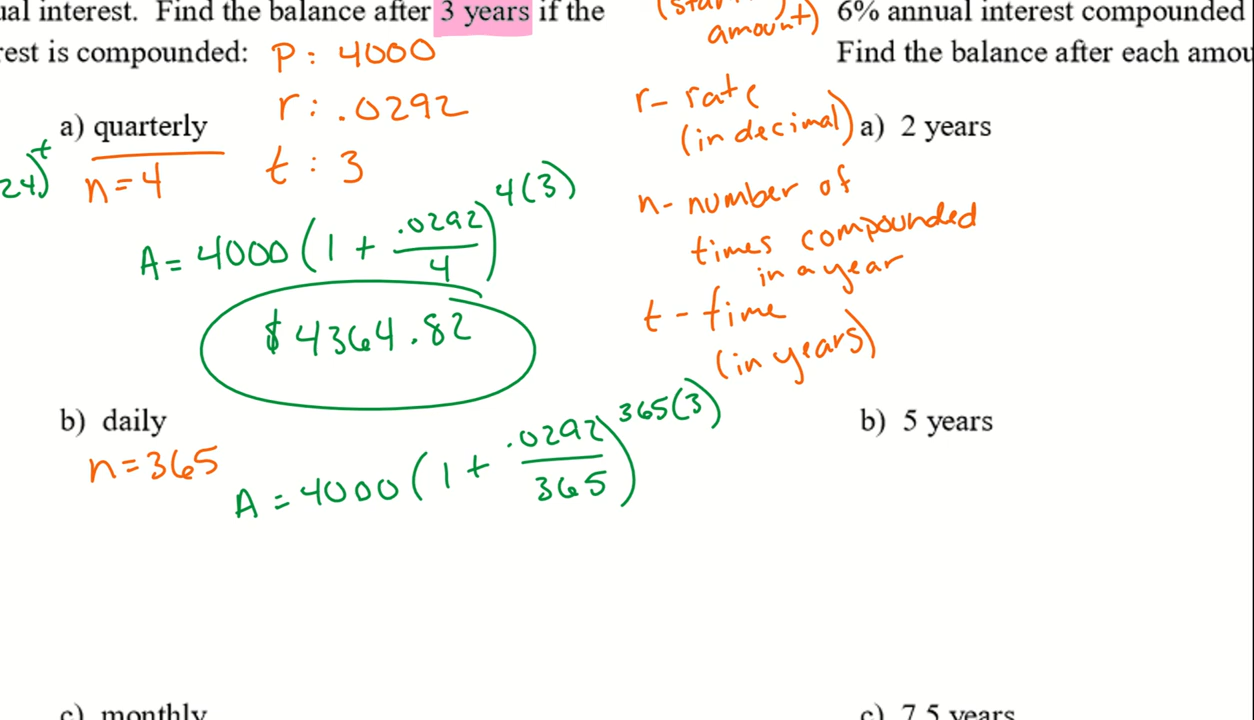 ual interest. Find the balance after 3 years if the
rest is compounded:
P : 4000
r : .0292
t : 3
a) quarterly
n = 4
24)^t
A = 4000 (1 + .0292/4)^4(3)
$4364.82
b) daily
n = 365
A = 4000 (1 + .0292/365)^365(3)
c) monthly
amount)
r - rate
(in decimal)
n - number of
times compounded
in a year
t - time
(in years)
6% annual interest compounded
Find the balance after each amou
a) 2 years
b) 5 years
c) 7.5 years